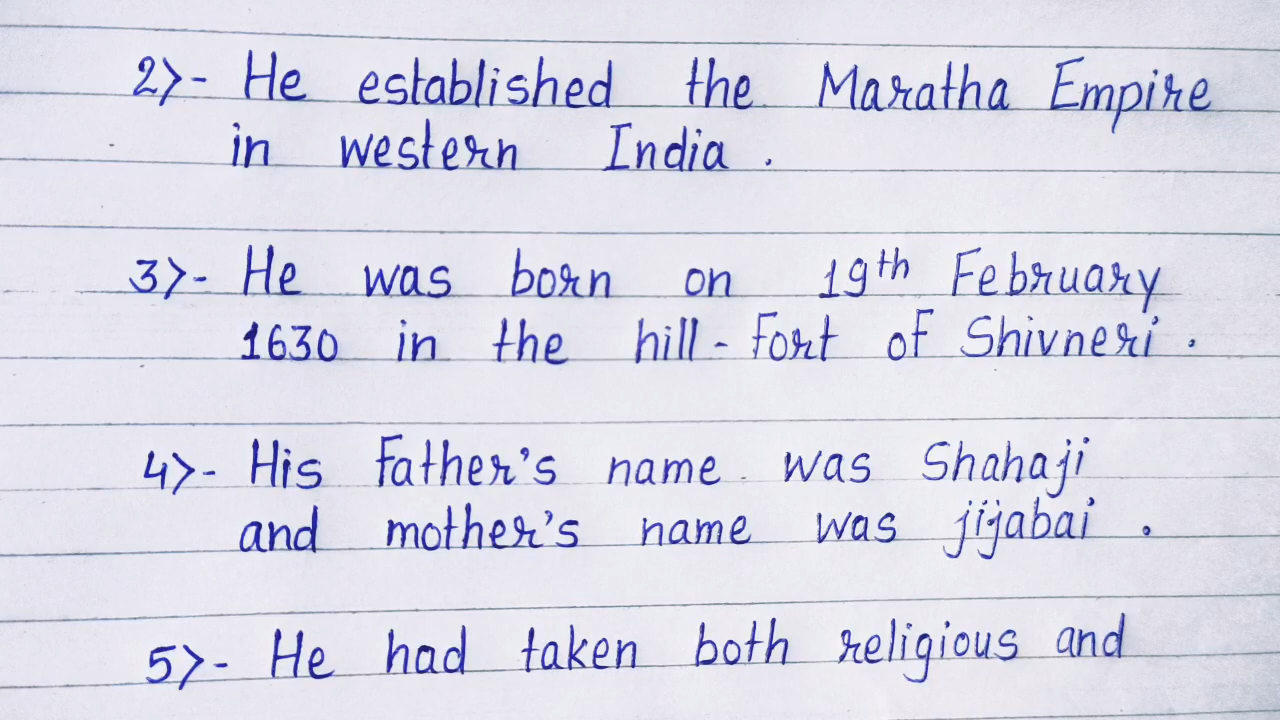 2)- He established the Maratha Empire
in western India .
3)- He was born on 19th February
1630 in the hill - Fort of Shivneri .
4)- His Father's name was Shahaji
and mother's name was jijabai .
5)- He had taken both religious and